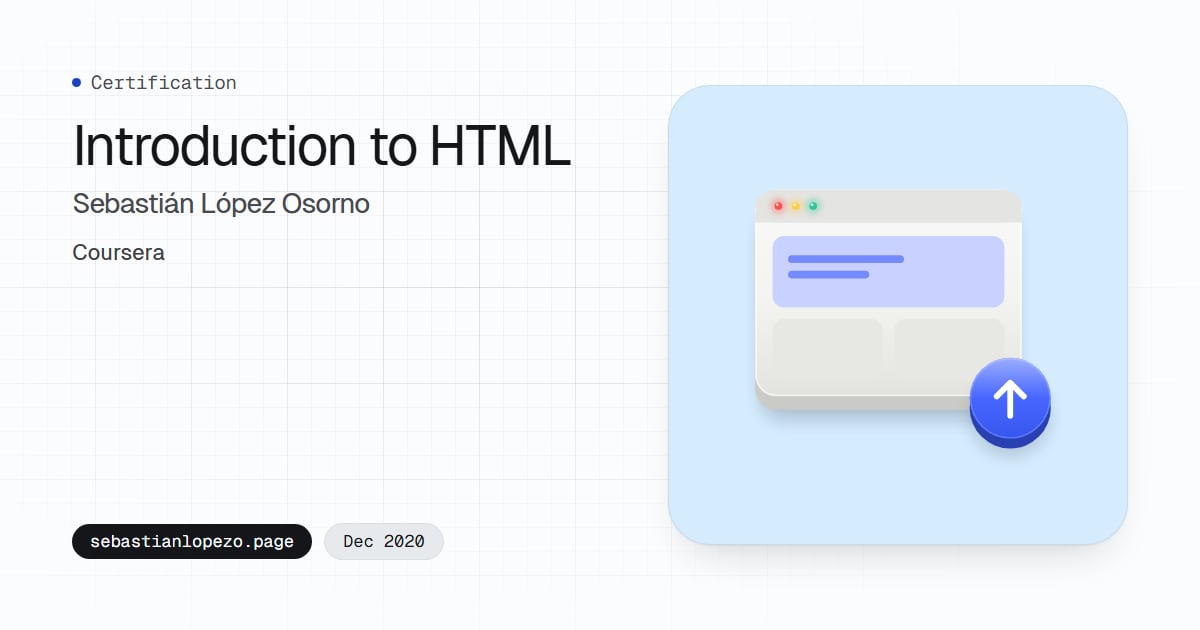 Certification
Introduction to HTML
Sebastián López Osorno
Coursera
sebastianlopezo.page
Dec 2020